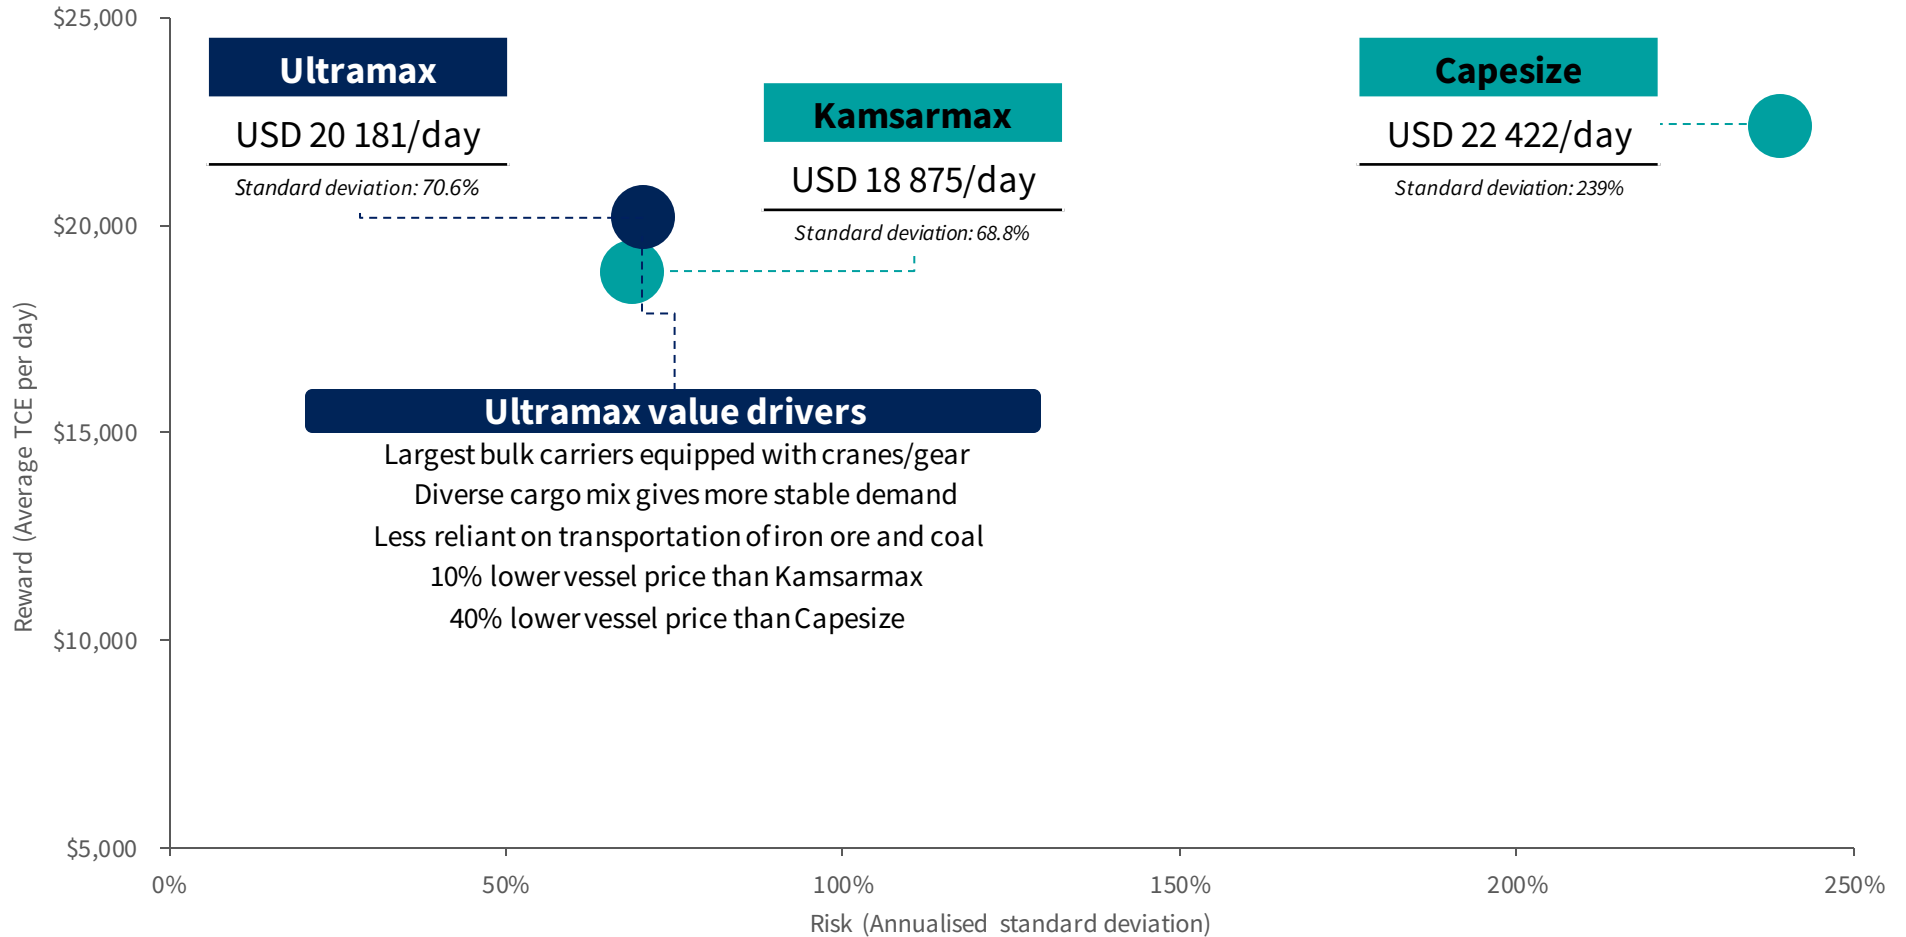 $25,000
Ultramax
USD 20 181/day
Standard deviation: 70.6%
Kamsarmax
USD 18 875/day
Standard deviation: 68.8%
Capesize
USD 22 422/day
Standard deviation: 239%
$20,000
Ultramax value drivers
Largest bulk carriers equipped with cranes/gear
Diverse cargo mix gives more stable demand
Less reliant on transportation of iron ore and coal
10% lower vessel price than Kamsarmax
40% lower vessel price than Capesize
$15,000
$10,000
$5,000
Reward (Average TCE per day)
0% 50% 100% 150% 200% 250%
Risk (Annualised standard deviation)